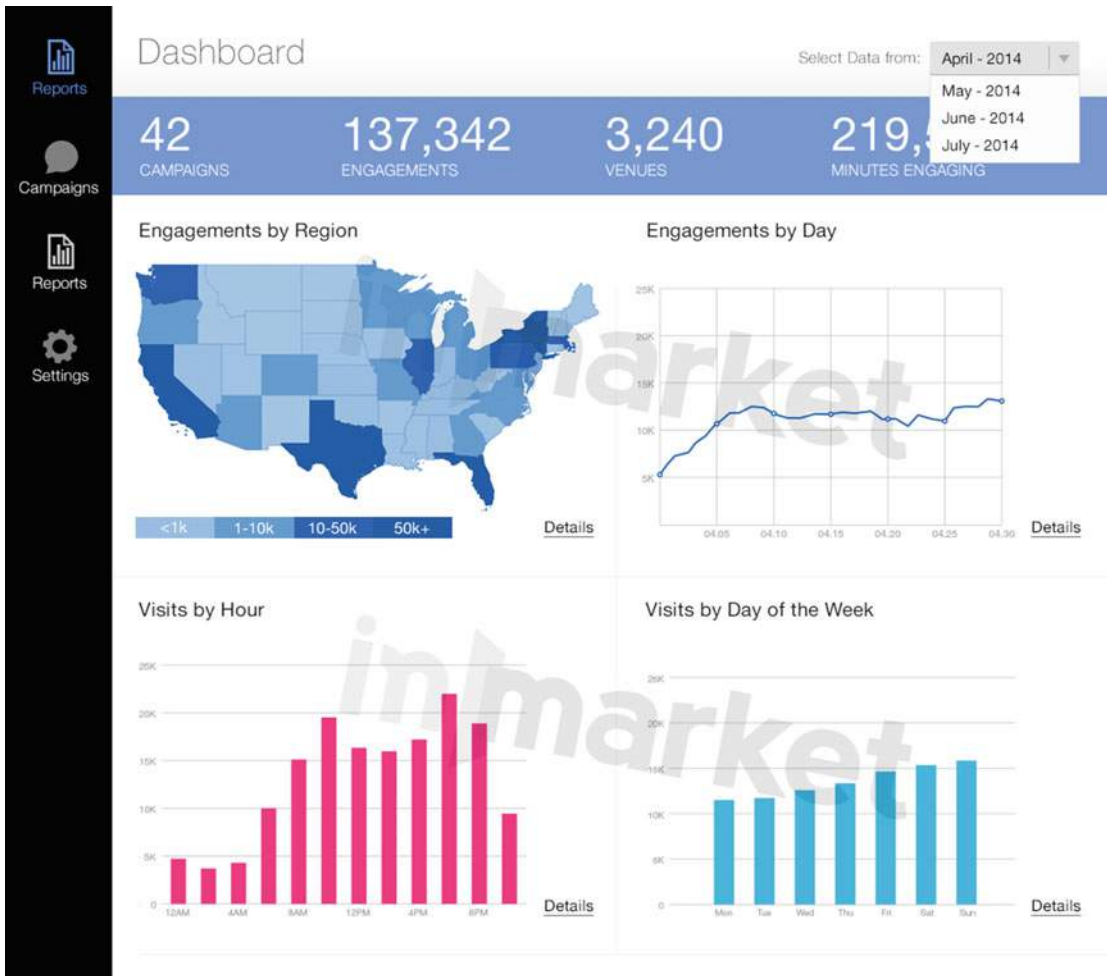 Dashboard
Select Data from:
April - 2014
May - 2014
June - 2014
July - 2014
Reports
Campaigns
Reports
Settings
42
CAMPAIGNS
137,342
ENGAGEMENTS
3,240
VENUES
219,
MINUTES ENGAGING
Engagements by Region
inmarket
<1k 1-10k 10-50k 50k+
Details
Engagements by Day
25K
20K
15K
10K
5K
04.05 04.10 04.15 04.20 04.25 04.30
Details
Visits by Hour
inmarket
25K
20K
15K
10K
5K
0
12AM 4AM 8AM 12PM 4PM 8PM
Details
Visits by Day of the Week
20K
15K
10K
0
Mon Tue Wed Thu Fri Sat Sun
Details